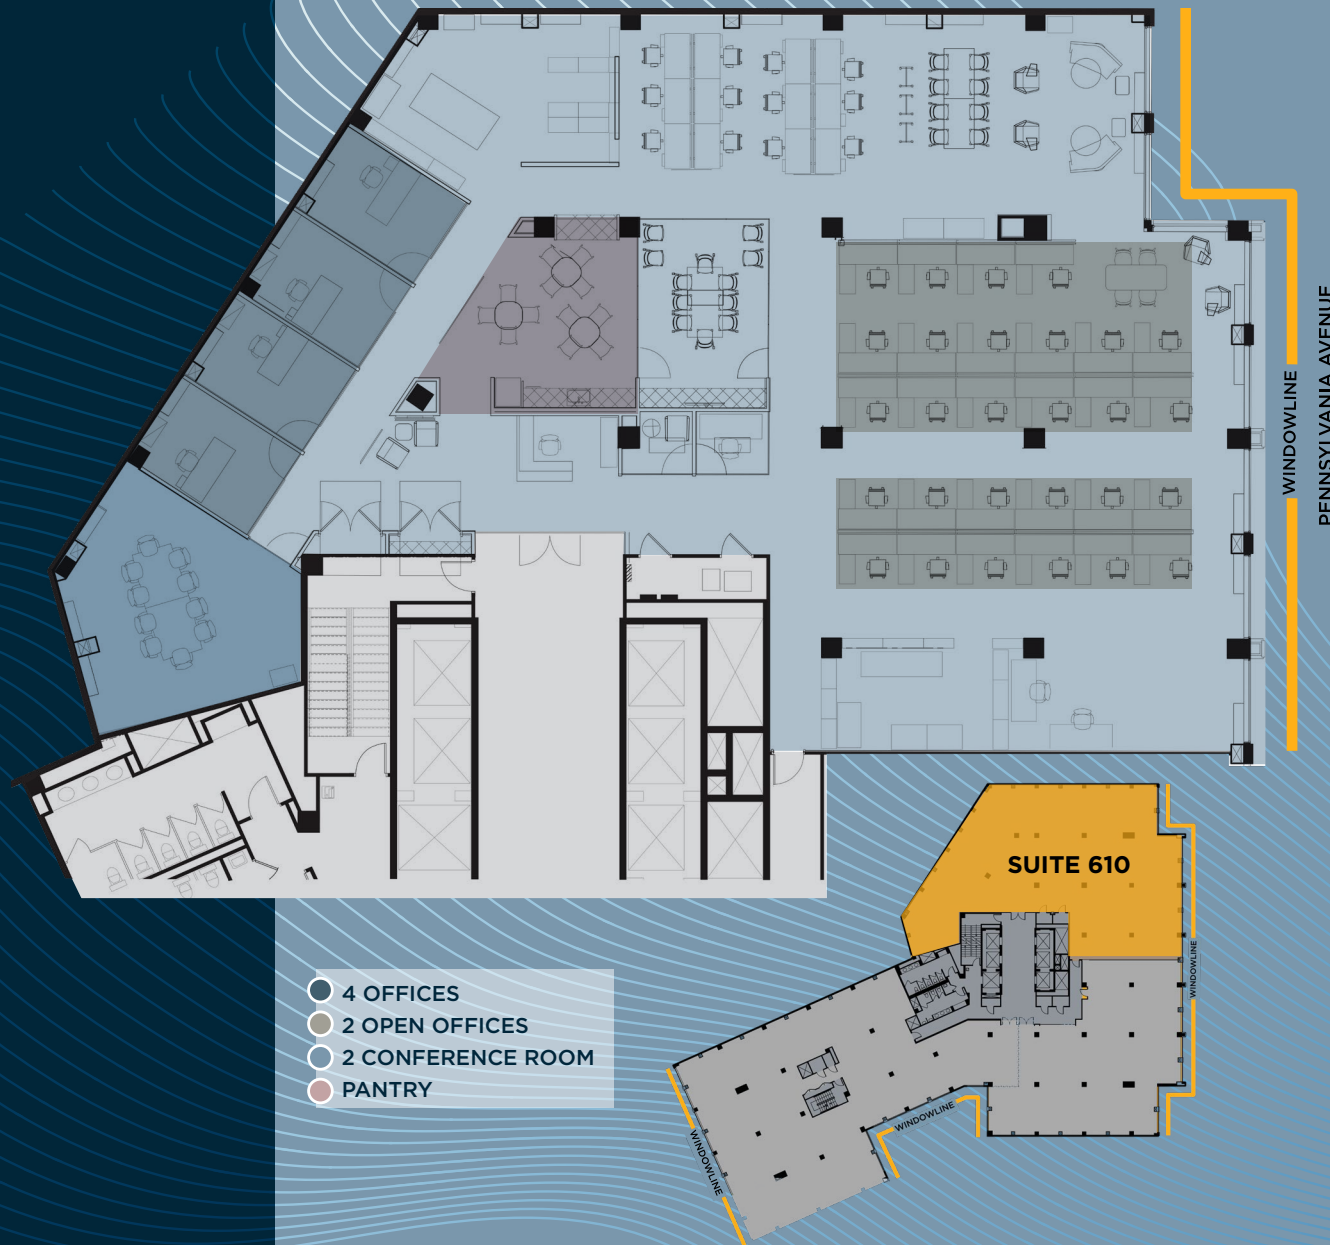 WINDOWLINE
PENNSYLVANIA AVENUE
SUITE 610
WINDOWLINE
WINDOWLINE
WINDOWLINE
4 OFFICES
2 OPEN OFFICES
2 CONFERENCE ROOM
PANTRY